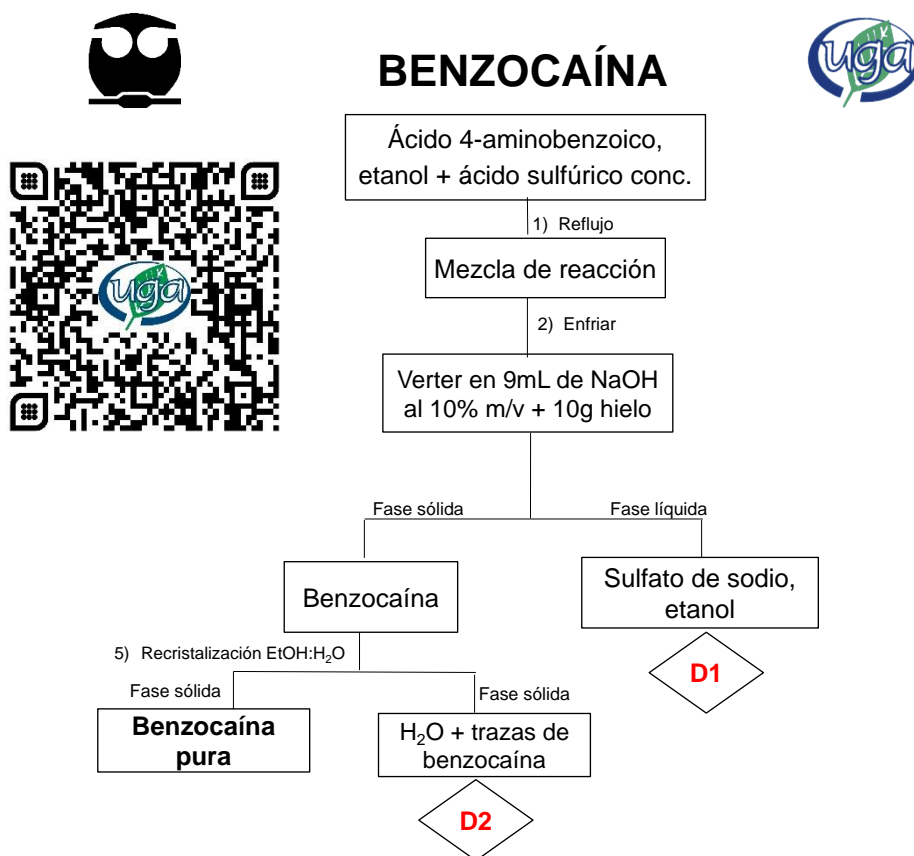 BENZOCAÍNA
uga
Ácido 4-aminobenzoico,
etanol + ácido sulfúrico conc.
1) Reflujo
uga
Mezcla de reacción
2) Enfriar
Verter en 9mL de NaOH
al 10% m/v + 10g hielo
Fase sólida
Fase líquida
Benzocaína
Sulfato de sodio,
etanol
5) Recristalización EtOH:H₂O
D1
Fase sólida
Fase sólida
Benzocaína
pura
H₂O + trazas de
benzocaína
D2